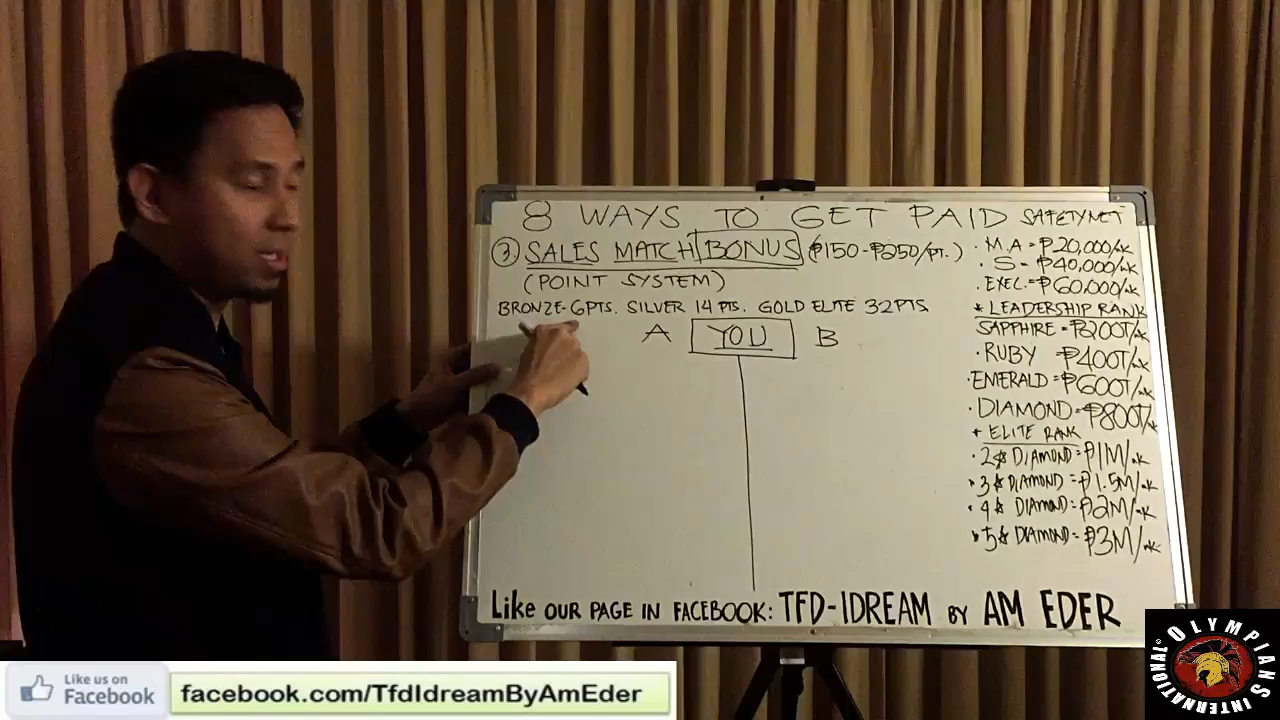 8 WAYS TO GET PAID SAFETYNET
3. SALES MATCH BONUS (₱150-₱250/PT.)
(POINT SYSTEM)
BRONZE-6PTS. SILVER 14 PTS. GOLD ELITE 32PTS.
A YOU B
• M.A = ₱20,000/wk
• S = ₱40,000/wk
• EXEC. = ₱60,000/wk
* LEADERSHIP RANK
SAPPHIRE = ₱200T/wk
• RUBY ₱400T/wk
• EMERALD = ₱600T/wk
• DIAMOND = ₱800T/wk
* ELITE RANK
• 2☆ DIAMOND = ₱1M/wk
• 3☆ DIAMOND = ₱1.5M/wk
• 4☆ DIAMOND = ₱2M/wk
• 5☆ DIAMOND = ₱3M/wk
Like OUR PAGE IN FACEBOOK: TFD-IDREAM BY AM EDER
Like us on
Facebook
facebook.com/TfdIdreamByAmEder
OLYMPIANS INTERNATIONAL